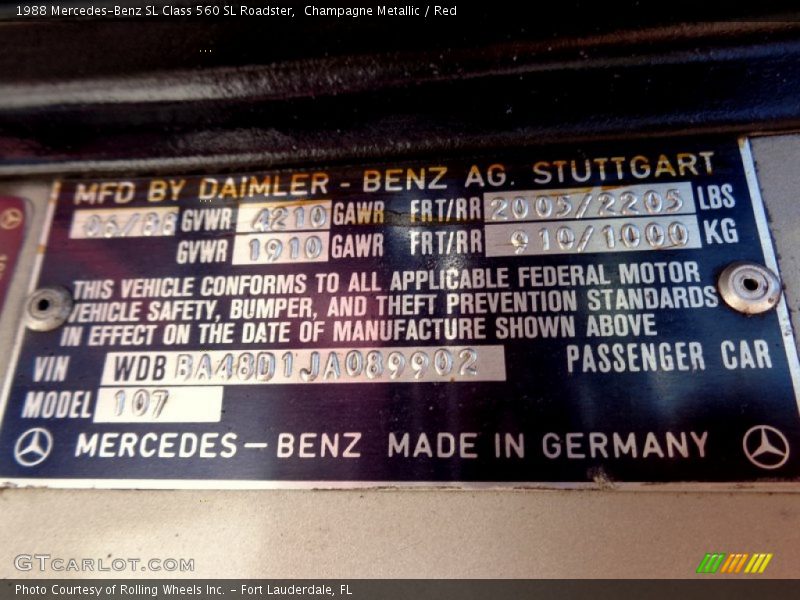 1988 Mercedes-Benz SL Class 560 SL Roadster,  Champagne Metallic / Red
MFD BY DAIMLER - BENZ AG. STUTTGART
06/88 GVWR 4210 GAWR FRT/RR 2005/2205 LBS
GVWR 1910 GAWR FRT/RR 910/1000 KG
THIS VEHICLE CONFORMS TO ALL APPLICABLE FEDERAL MOTOR
VEHICLE SAFETY, BUMPER, AND THEFT PREVENTION STANDARDS
IN EFFECT ON THE DATE OF MANUFACTURE SHOWN ABOVE
VIN WDB BA48D1JA089902 PASSENGER CAR
MODEL 107
MERCEDES-BENZ MADE IN GERMANY
GTCARLOT.COM
Photo Courtesy of Rolling Wheels Inc. - Fort Lauderdale, FL